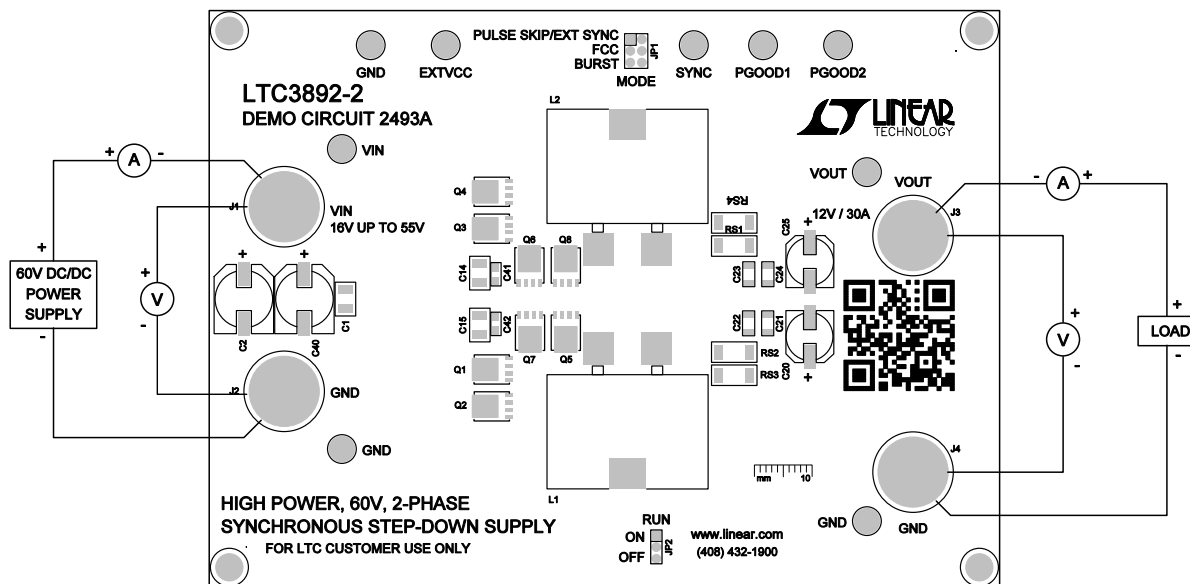 PULSE SKIP/EXT SYNC
FCC
BURST
JP1
MODE
GND
EXTVCC
SYNC
PGOOD1
PGOOD2
LTC3892-2
DEMO CIRCUIT 2493A
L2
LINEAR
TECHNOLOGY
VIN
+ A -
J1
VIN
16V UP TO 55V
Q4
Q3
Q6
Q8
RS4
RS1
VOUT
VOUT
12V / 30A
J3
- A +
C25
+
+
60V DC/DC
POWER
SUPPLY
-
+
V
-
+
+
C2
C40
C1
C14
C41
C15
C42
C23
C24
C22
C21
Q7
Q5
Q1
Q2
RS2
RS3
C20
+
+
V
-
+
LOAD
-
J2
GND
GND
L1
mm 10
J4
GND
GND
HIGH POWER, 60V, 2-PHASE
SYNCHRONOUS STEP-DOWN SUPPLY
FOR LTC CUSTOMER USE ONLY
RUN
ON
OFF
JP2
www.linear.com
(408) 432-1900